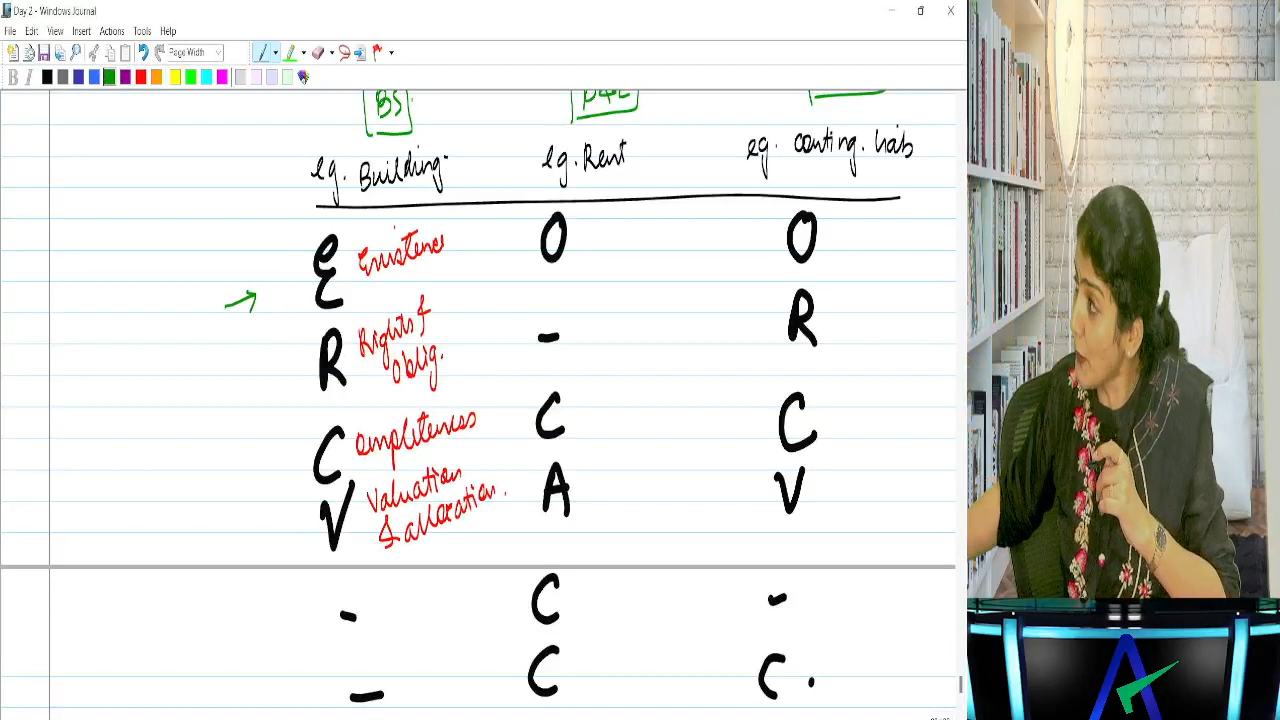 Day 2 - Windows Journal
File Edit View Insert Actions Tools Help
Page Width
B I
BS P&L
eg. Building eg. Rent eg. conting. liab
E Existence O O
R Rights & Oblig. - R
C ompleteness C C
V Valuation & allocation. A V
- C -
- C C.